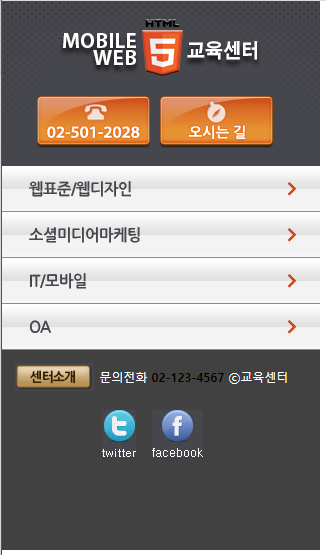 HTML
MOBILE
WEB 5 교육센터
02-501-2028 오시는 길
웹표준/웹디자인
소셜미디어마케팅
IT/모바일
OA
센터소개 문의전화 02-123-4567 ©교육센터
twitter facebook